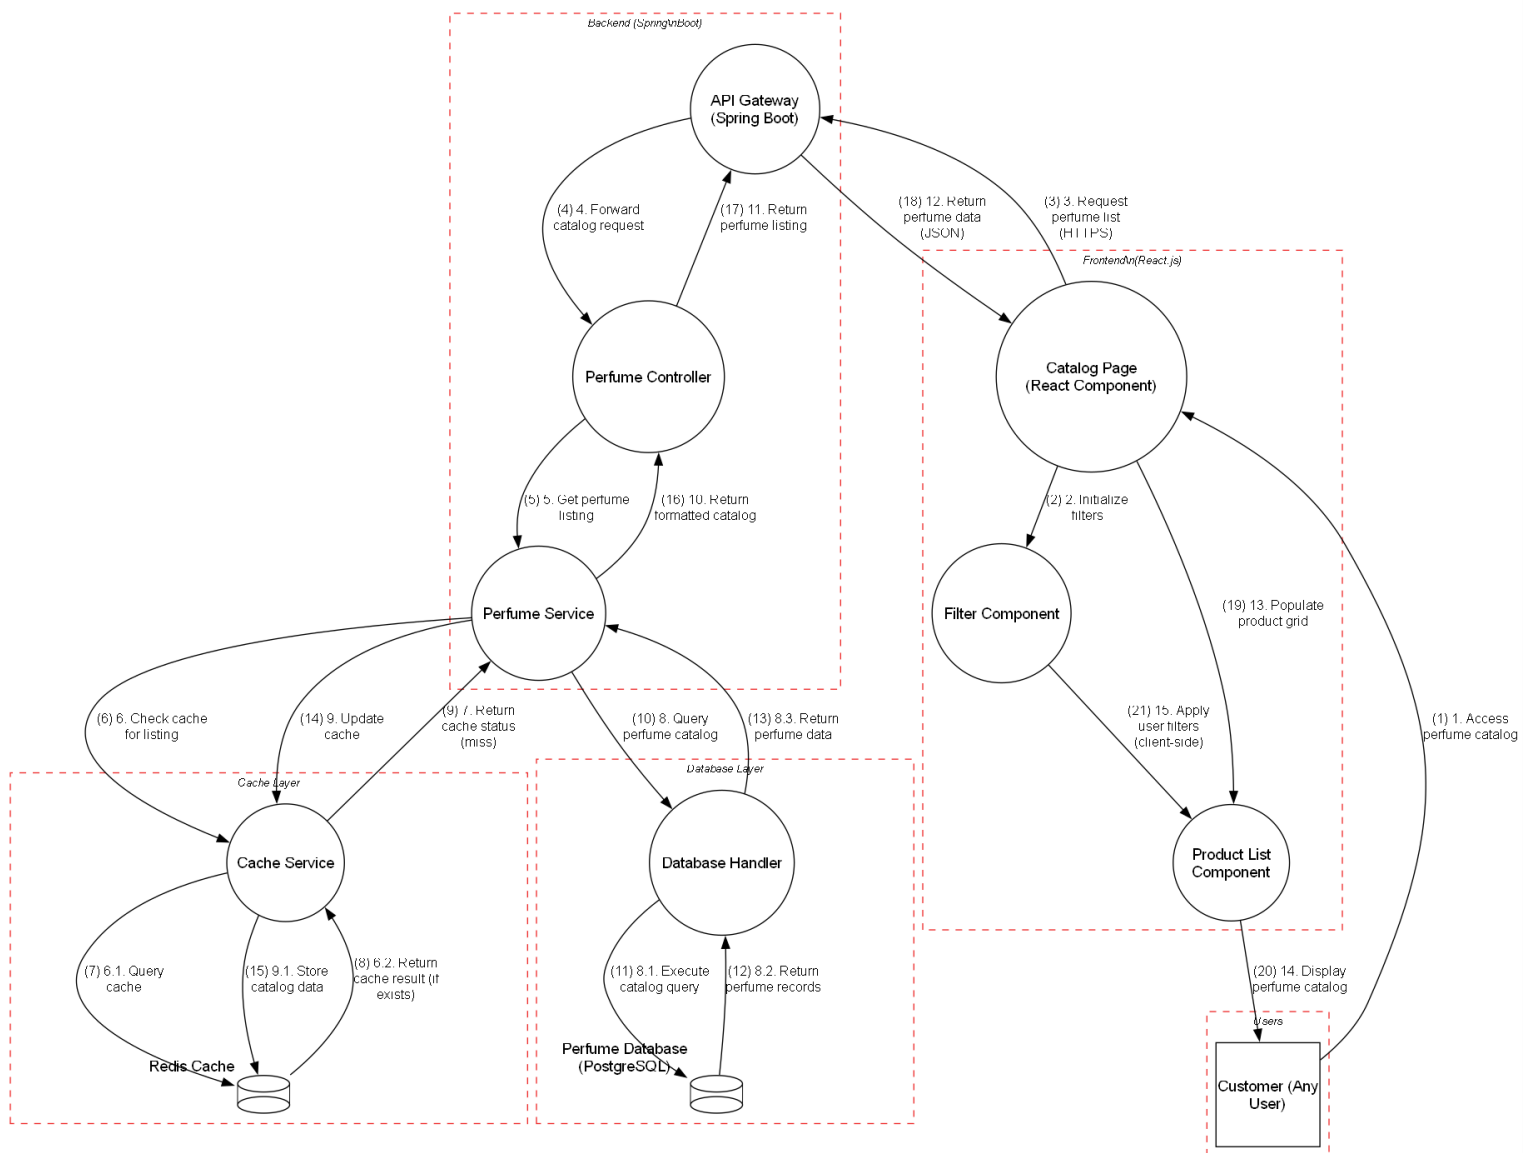 Backend (Spring\nBoot)
API Gateway
(Spring Boot)
(4) 4. Forward
catalog request
(17) 11. Return
perfume listing
(18) 12. Return
perfume data
(JSON)
(3) 3. Request
perfume list
(HTTPS)
Frontend\n(React.js)
Perfume Controller
Catalog Page
(React Component)
(5) 5. Get perfume
listing
(16) 10. Return
formatted catalog
(2) 2. Initialize
filters
Perfume Service
Filter Component
(19) 13. Populate
product grid
(6) 6. Check cache
for listing
(14) 9. Update
cache
(9) 7. Return
cache status
(miss)
(10) 8. Query
perfume catalog
(13) 8.3. Return
perfume data
(21) 15. Apply
user filters
(client-side)
(1) 1. Access
perfume catalog
Cache Layer
Database Layer
Cache Service
Database Handler
Product List
Component
(7) 6.1. Query
cache
(15) 9.1. Store
catalog data
(8) 6.2. Return
cache result (if
exists)
(11) 8.1. Execute
catalog query
(12) 8.2. Return
perfume records
(20) 14. Display
perfume catalog
Users
Redis Cache
Perfume Database
(PostgreSQL)
Customer (Any
User)